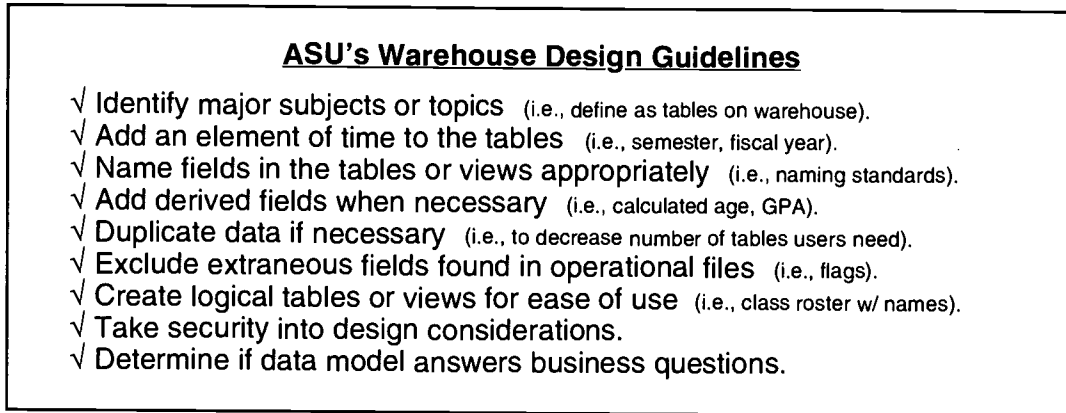 ASU's Warehouse Design Guidelines
√ Identify major subjects or topics (i.e., define as tables on warehouse).
√ Add an element of time to the tables (i.e., semester, fiscal year).
√ Name fields in the tables or views appropriately (i.e., naming standards).
√ Add derived fields when necessary (i.e., calculated age, GPA).
√ Duplicate data if necessary (i.e., to decrease number of tables users need).
√ Exclude extraneous fields found in operational files (i.e., flags).
√ Create logical tables or views for ease of use (i.e., class roster w/ names).
√ Take security into design considerations.
√ Determine if data model answers business questions.